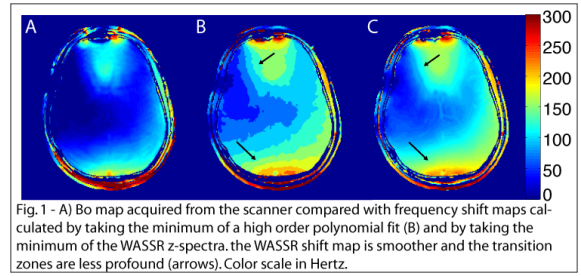 A
B
C
300
250
200
150
100
50
0
Fig. 1 - A) Bo map acquired from the scanner compared with frequency shift maps cal-
culated by taking the minimum of a high order polynomial fit (B) and by taking the
minimum of the WASSR z-spectra. the WASSR shift map is smoother and the transition
zones are less profound (arrows). Color scale in Hertz.